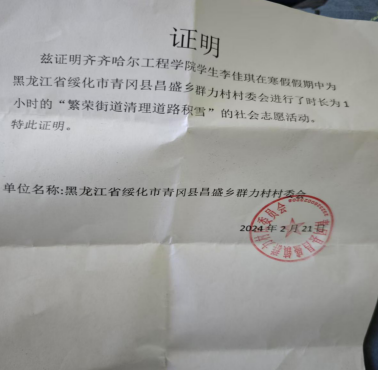 证明
兹证明齐齐哈尔工程学院学生李佳琪在寒假假期中为
黑龙江省绥化市青冈县昌盛乡群力村村委会进行了时长为1
小时的“繁荣街道清理道路积雪”的社会志愿活动。
特此证明。
单位名称:黑龙江省绥化市青冈县昌盛乡群力村村委会
2024年2月21日